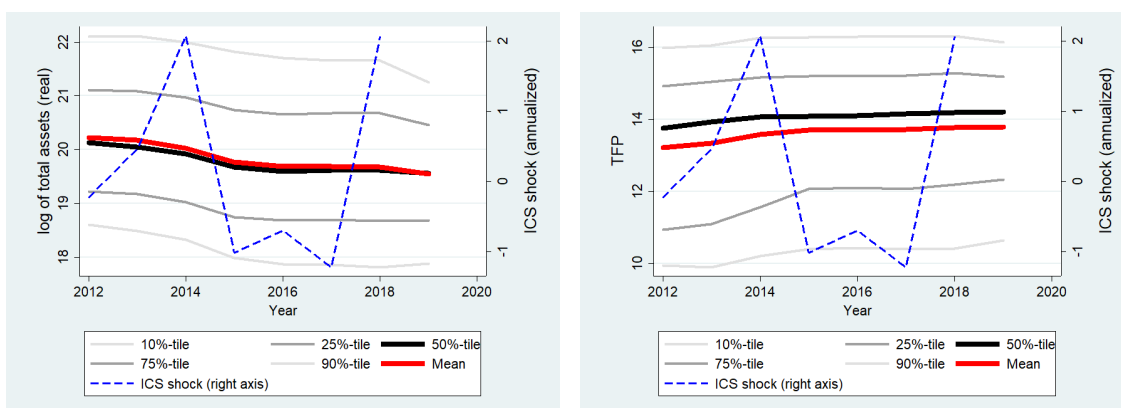 log of total assets (real)
22
21
20
19
18
2
1
0
-1
ICS shock (annualized)
2012 2014 2016 2018 2020
Year
10%-tile 25%-tile 50%-tile
75%-tile 90%-tile Mean
ICS shock (right axis)
TFP
16
14
12
10
2
1
0
-1
ICS shock (annualized)
2012 2014 2016 2018 2020
Year
10%-tile 25%-tile 50%-tile
75%-tile 90%-tile Mean
ICS shock (right axis)